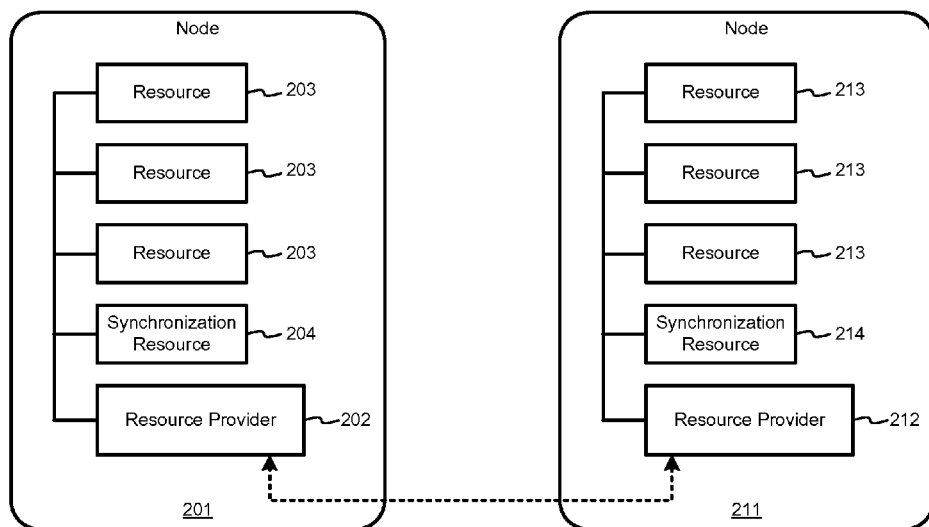 Node
Resource 203
Resource 203
Resource 203
Synchronization
Resource 204
Resource Provider 202
201
Node
Resource 213
Resource 213
Resource 213
Synchronization
Resource 214
Resource Provider 212
211